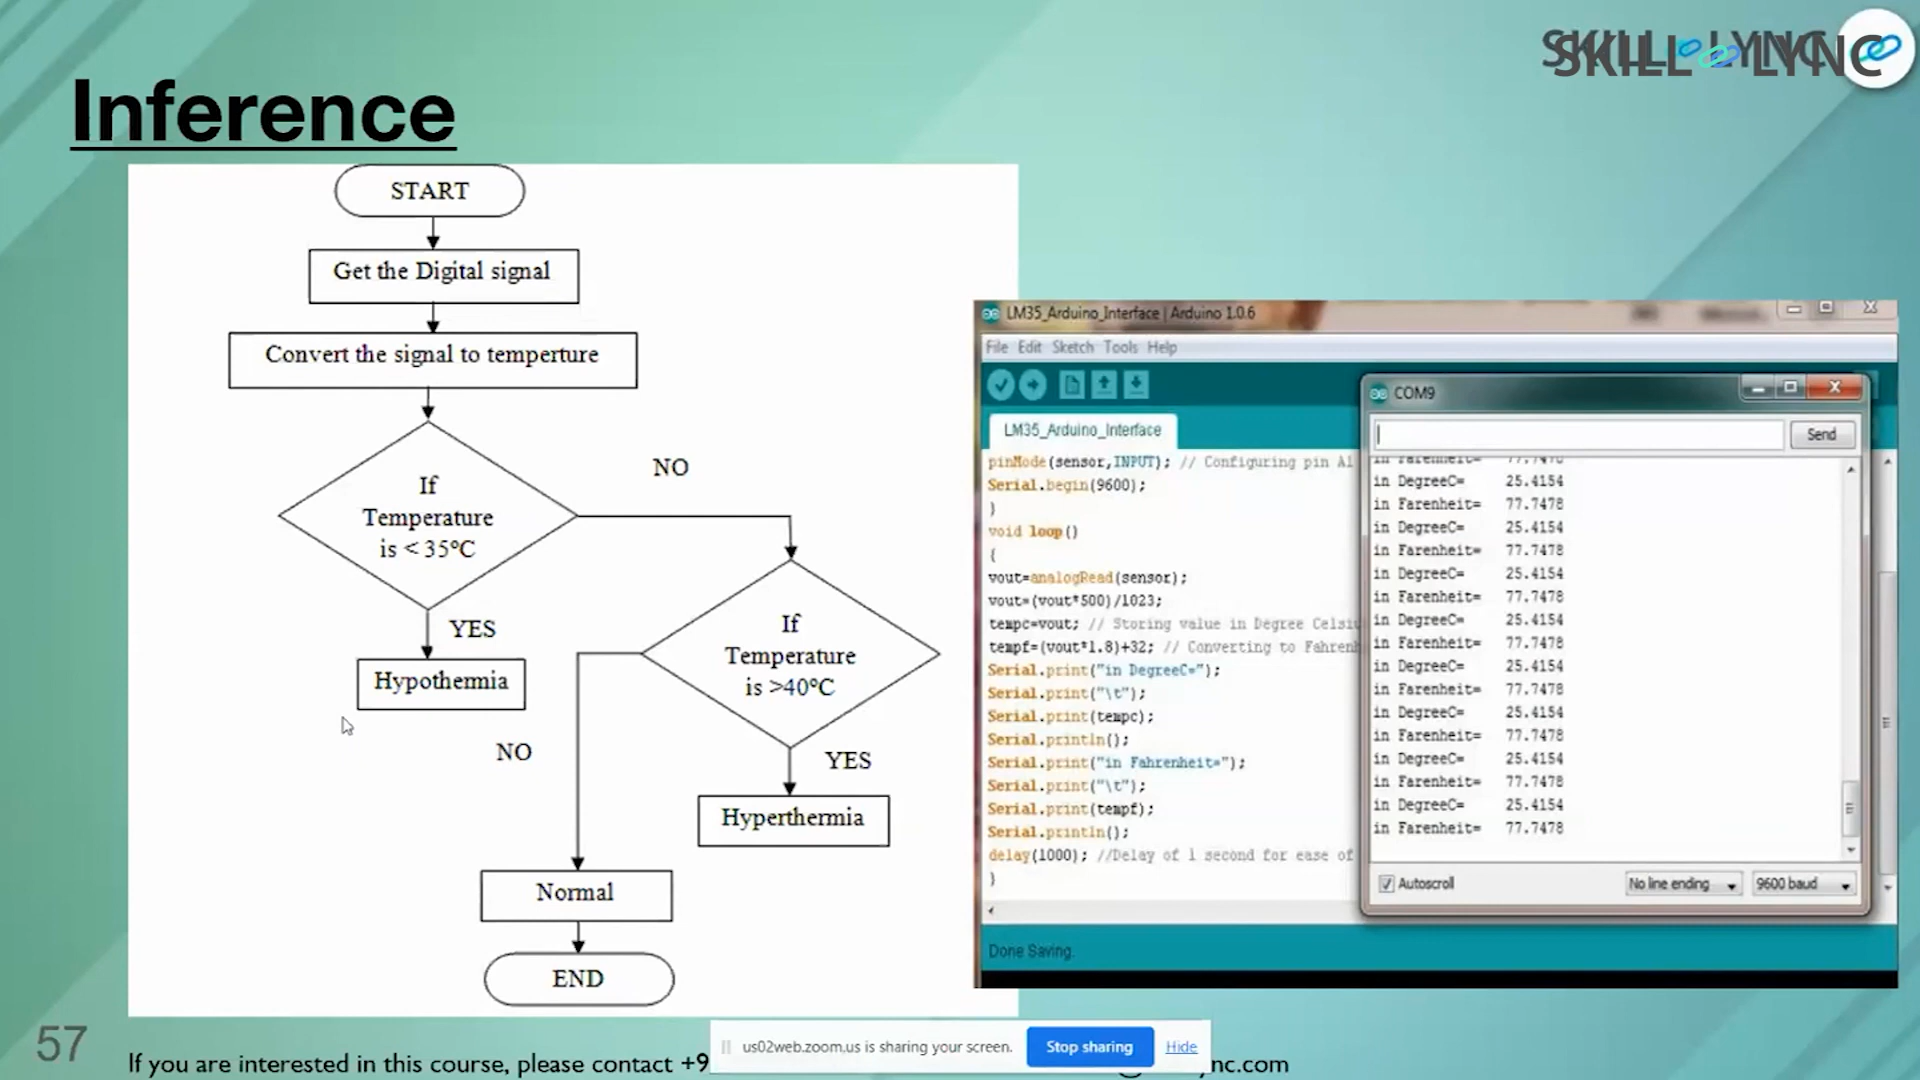 SKILL LYNC
Inference
START
Get the Digital signal
Convert the signal to temperture
If
Temperature
is < 35°C
NO
YES
Hypothermia
If
Temperature
is >40°C
NO
YES
Hyperthermia
Normal
END
LM35_Arduino_Interface | Arduino 1.0.6
File Edit Sketch Tools Help
LM35_Arduino_Interface
pinMode(sensor,INPUT); // Configuring pin A1
Serial.begin(9600);
}
void loop()
{
vout=analogRead(sensor);
vout=(vout*500)/1023;
tempc=vout; // Storing value in Degree Celsiu
tempf=(vout*1.8)+32; // Converting to Fahrenh
Serial.print("in DegreeC=");
Serial.print("\t");
Serial.print(tempc);
Serial.println();
Serial.print("in Fahrenheit=");
Serial.print("\t");
Serial.print(tempf);
Serial.println();
delay(1000); //Delay of 1 second for ease of
}
Done Saving.
COM9
Send
in Farenheit= 77.7478
in DegreeC= 25.4154
in Farenheit= 77.7478
in DegreeC= 25.4154
in Farenheit= 77.7478
in DegreeC= 25.4154
in Farenheit= 77.7478
in DegreeC= 25.4154
in Farenheit= 77.7478
in DegreeC= 25.4154
in Farenheit= 77.7478
in DegreeC= 25.4154
in Farenheit= 77.7478
in DegreeC= 25.4154
in Farenheit= 77.7478
in DegreeC= 25.4154
in Farenheit= 77.7478
Autoscroll
No line ending
9600 baud
57
If you are interested in this course, please contact +9
us02web.zoom.us is sharing your screen.
Stop sharing
Hide
nc.com